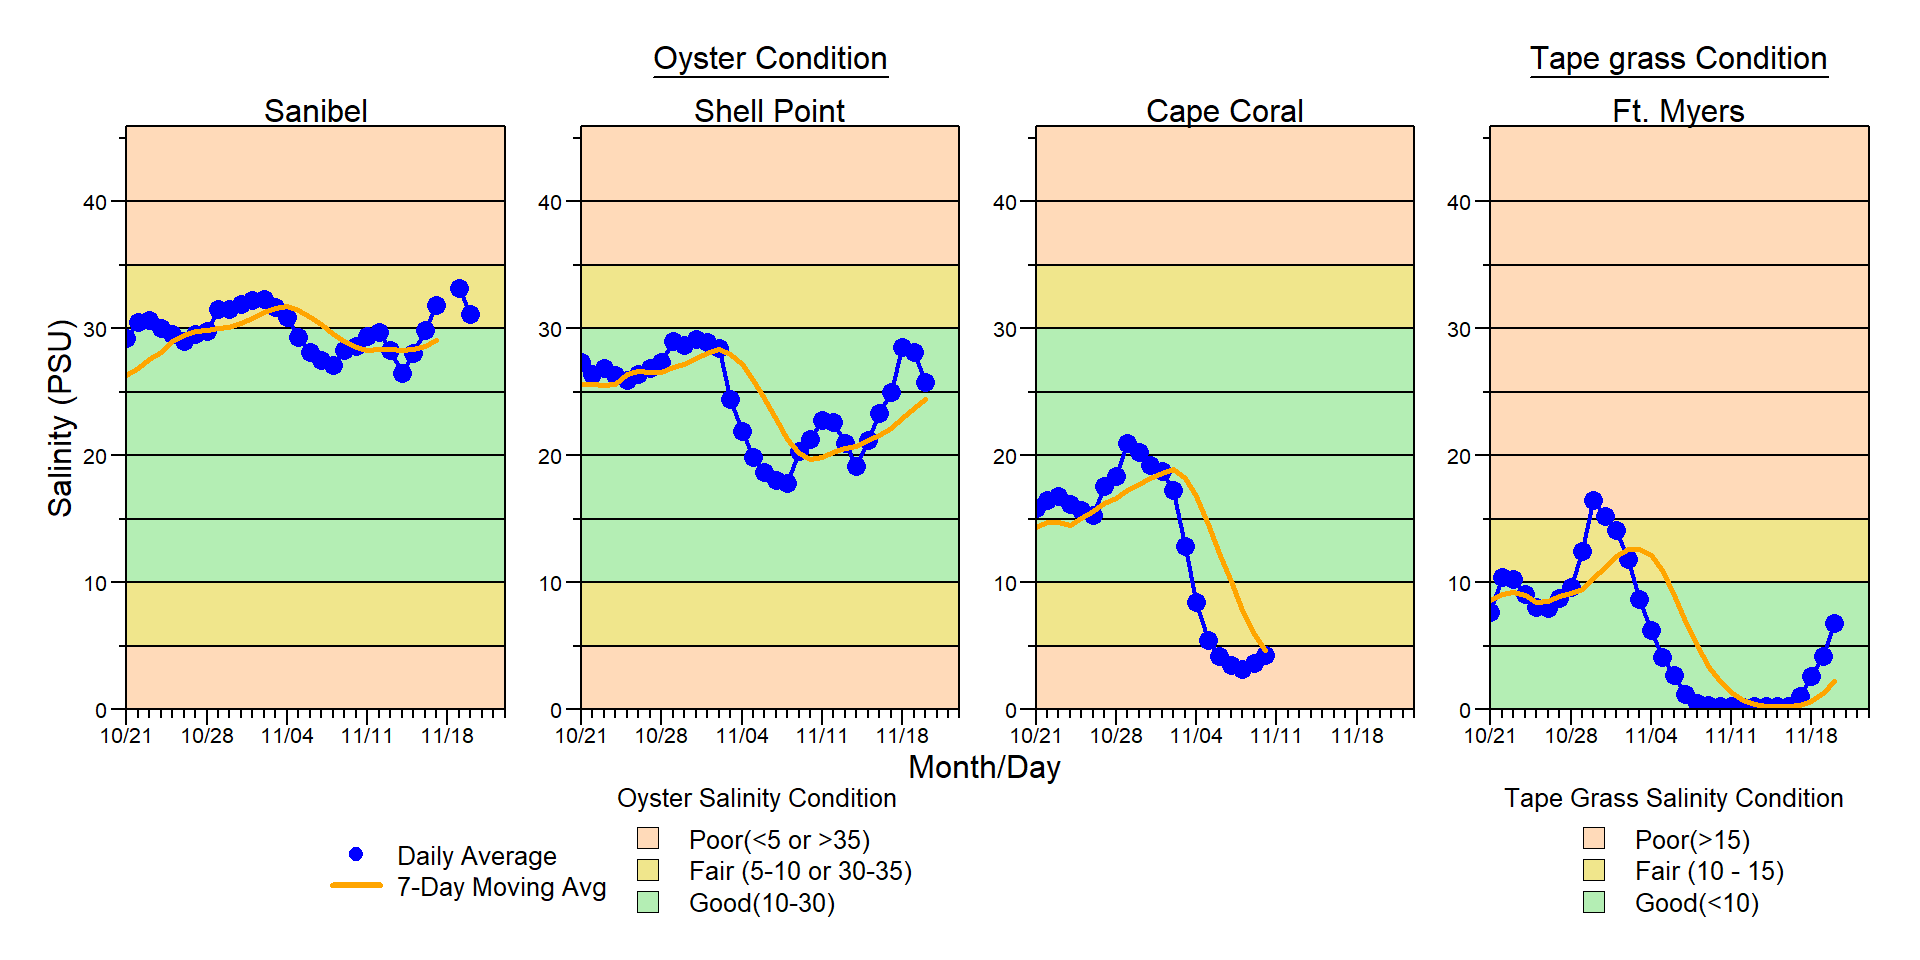 Oyster Condition
Tape grass Condition
Sanibel
Shell Point
Cape Coral
Ft. Myers
Salinity (PSU)
40
30
20
10
0
10/21 10/28 11/04 11/11 11/18
40
30
20
10
0
10/21 10/28 11/04 11/11 11/18
40
30
20
10
0
10/21 10/28 11/04 11/11 11/18
40
30
20
10
0
10/21 10/28 11/04 11/11 11/18
Month/Day
Daily Average
7-Day Moving Avg
Oyster Salinity Condition
Poor(<5 or >35)
Fair (5-10 or 30-35)
Good(10-30)
Tape Grass Salinity Condition
Poor(>15)
Fair (10 - 15)
Good(<10)